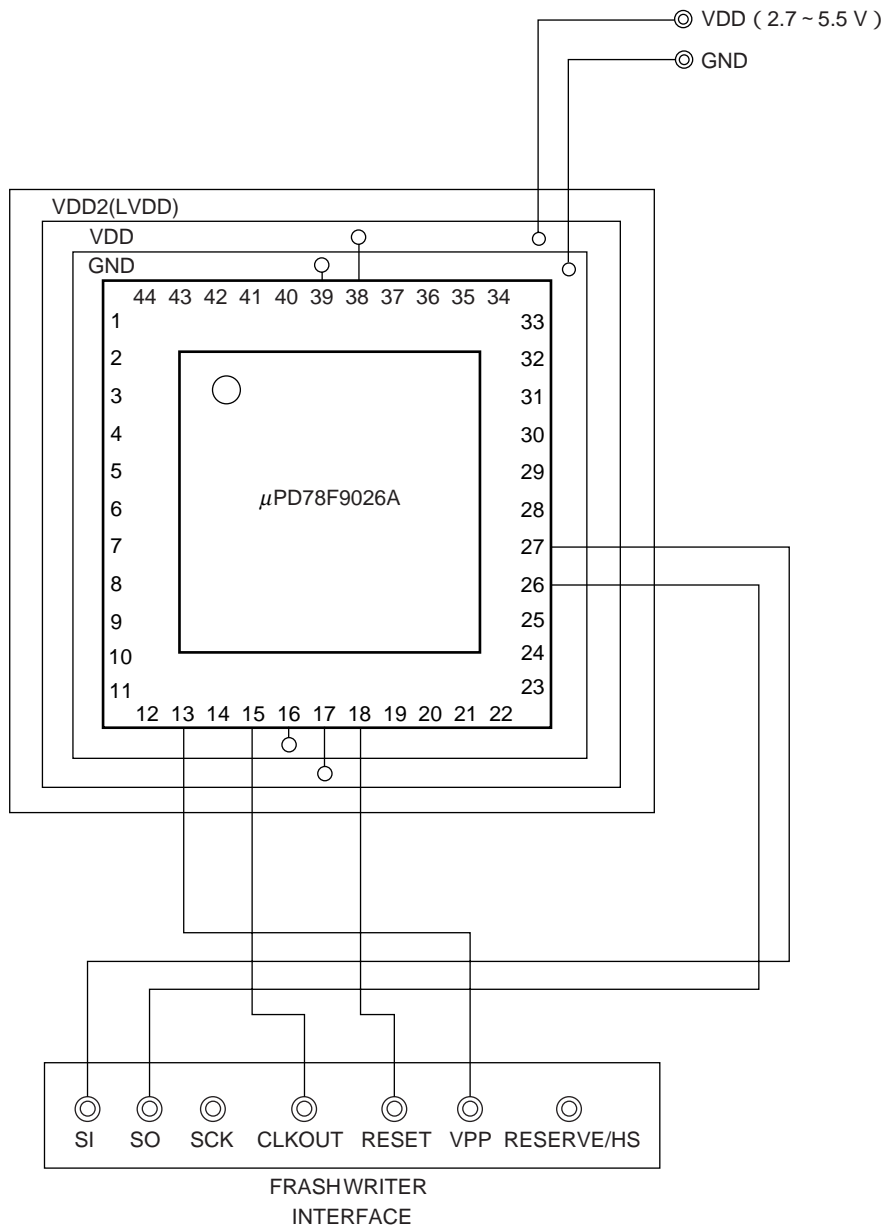 VDD ( 2.7 ~ 5.5 V )
GND
VDD2(LVDD)
VDD
GND
44 43 42 41 40 39 38 37 36 35 34
1 33
2 32
3 31
4 30
5 29
μPD78F9026A
6 28
7 27
8 26
9 25
10 24
11 23
12 13 14 15 16 17 18 19 20 21 22
SI SO SCK CLKOUT RESET VPP RESERVE/HS
FRASHWRITER
INTERFACE